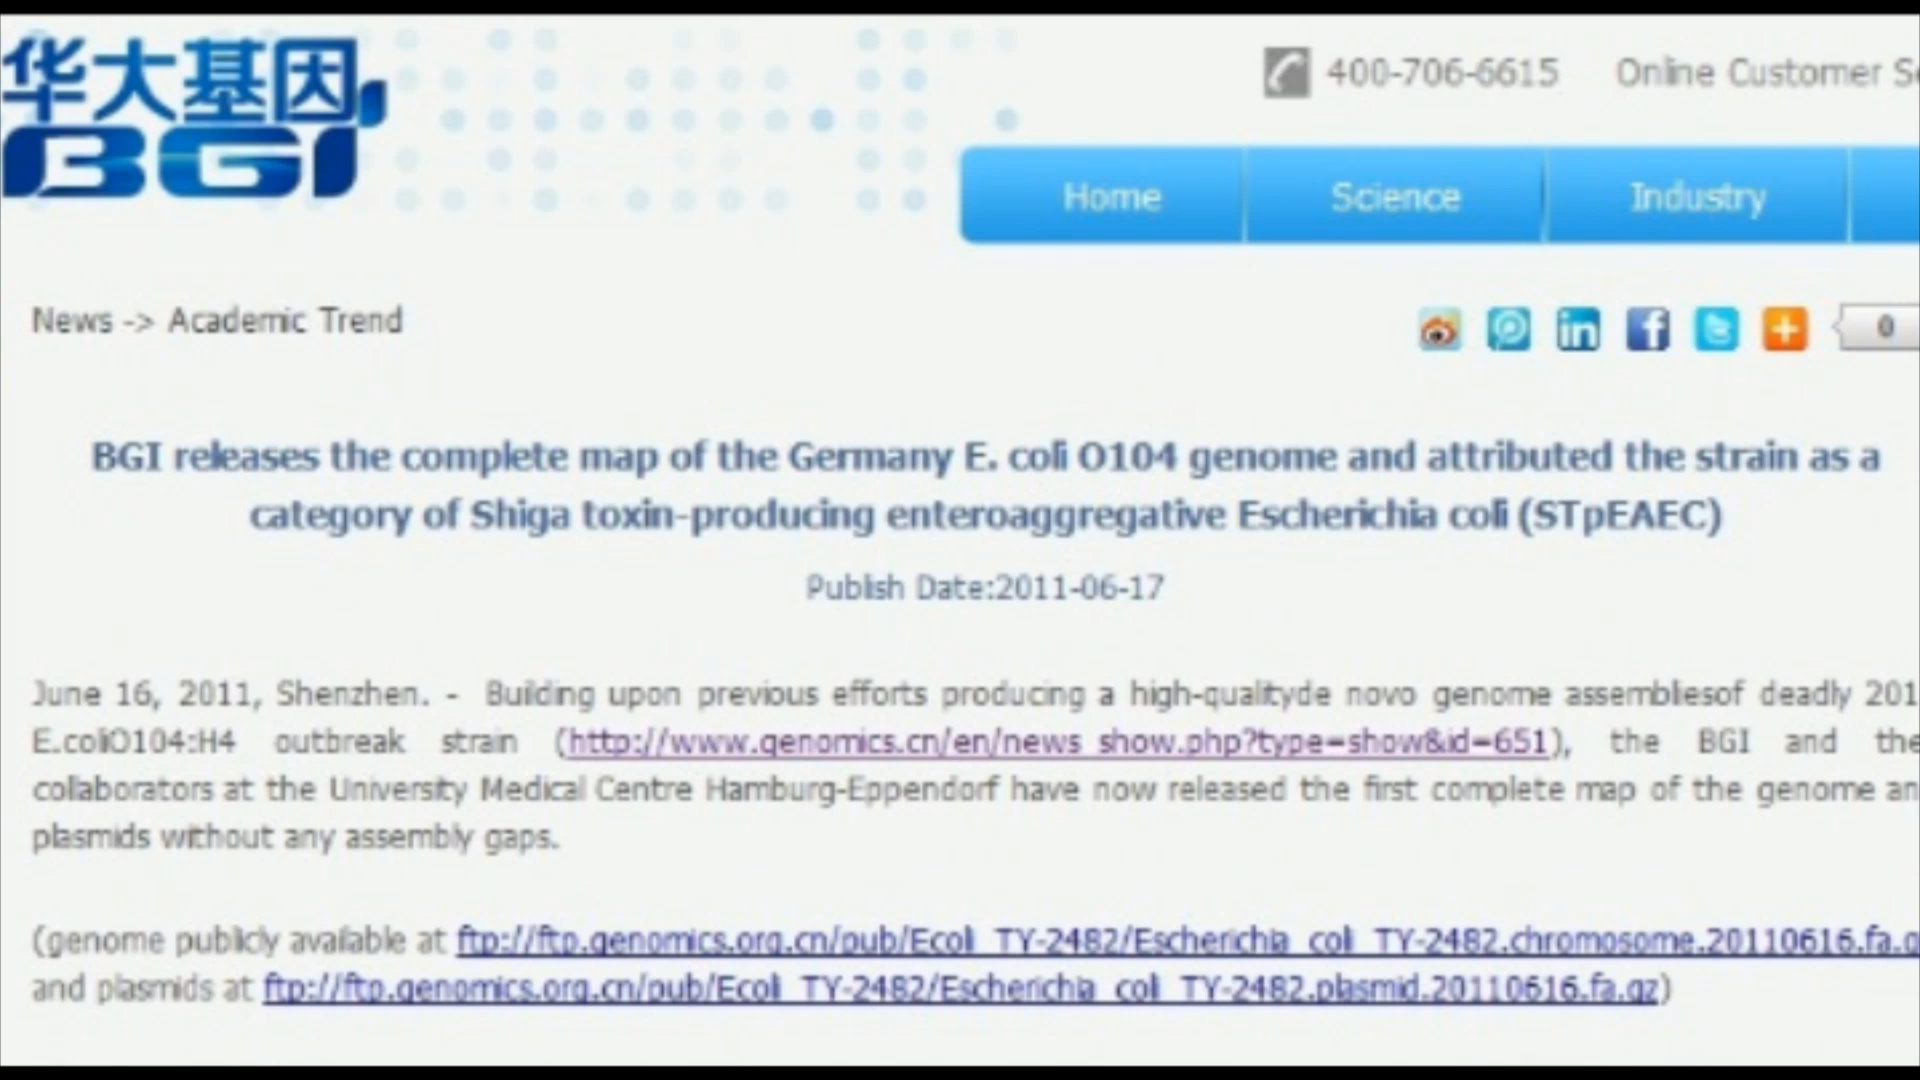 华大基因
BGI
400-706-6615 Online Customer Se
Home Science Industry
News -> Academic Trend
0
BGI releases the complete map of the Germany E. coli O104 genome and attributed the strain as a
category of Shiga toxin-producing enteroaggregative Escherichia coli (STpEAEC)
Publish Date:2011-06-17
June 16, 2011, Shenzhen. - Building upon previous efforts producing a high-qualityde novo genome assembliesof deadly 201
E.coliO104:H4 outbreak strain (http://www.genomics.cn/en/news_show.php?type=show&id=651), the BGI and the
collaborators at the University Medical Centre Hamburg-Eppendorf have now released the first complete map of the genome an
plasmids without any assembly gaps.
(genome publicly available at ftp://ftp.genomics.org.cn/pub/Ecoli_TY-2482/Escherichia_coli_TY-2482.chromosome.20110616.fa.g
and plasmids at ftp://ftp.genomics.org.cn/pub/Ecoli_TY-2482/Escherichia_coli_TY-2482.plasmid.20110616.fa.gz)